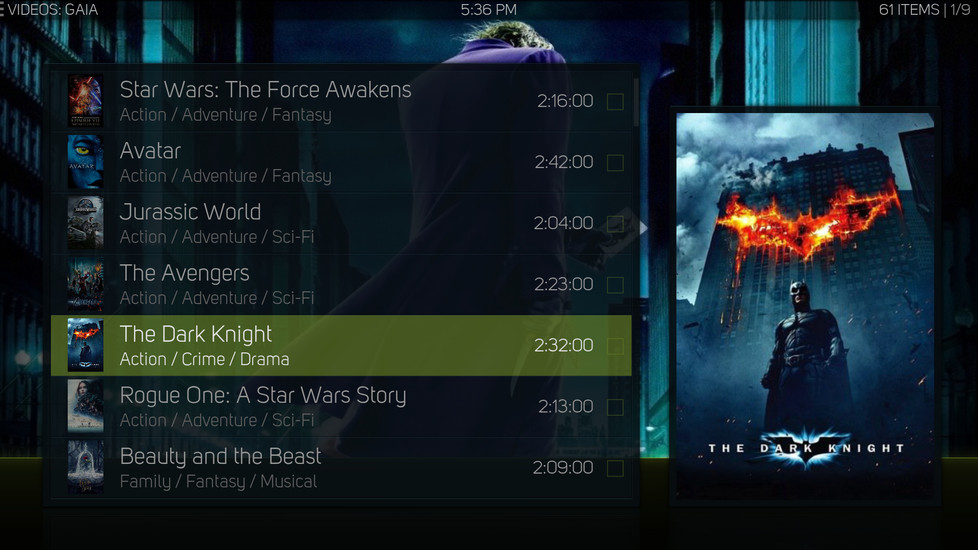 VIDEOS: GAIA
5:36 PM
61 ITEMS | 1/9
Star Wars: The Force Awakens
2:16:00
Action / Adventure / Fantasy
Avatar
2:42:00
Action / Adventure / Fantasy
AVATAR
Jurassic World
2:04:00
Action / Adventure / Sci-Fi
The Avengers
2:23:00
Action / Adventure / Sci-Fi
The Dark Knight
2:32:00
Action / Crime / Drama
Rogue One: A Star Wars Story
2:13:00
Action / Adventure / Sci-Fi
Beauty and the Beast
2:09:00
Family / Fantasy / Musical
THE DARK KNIGHT